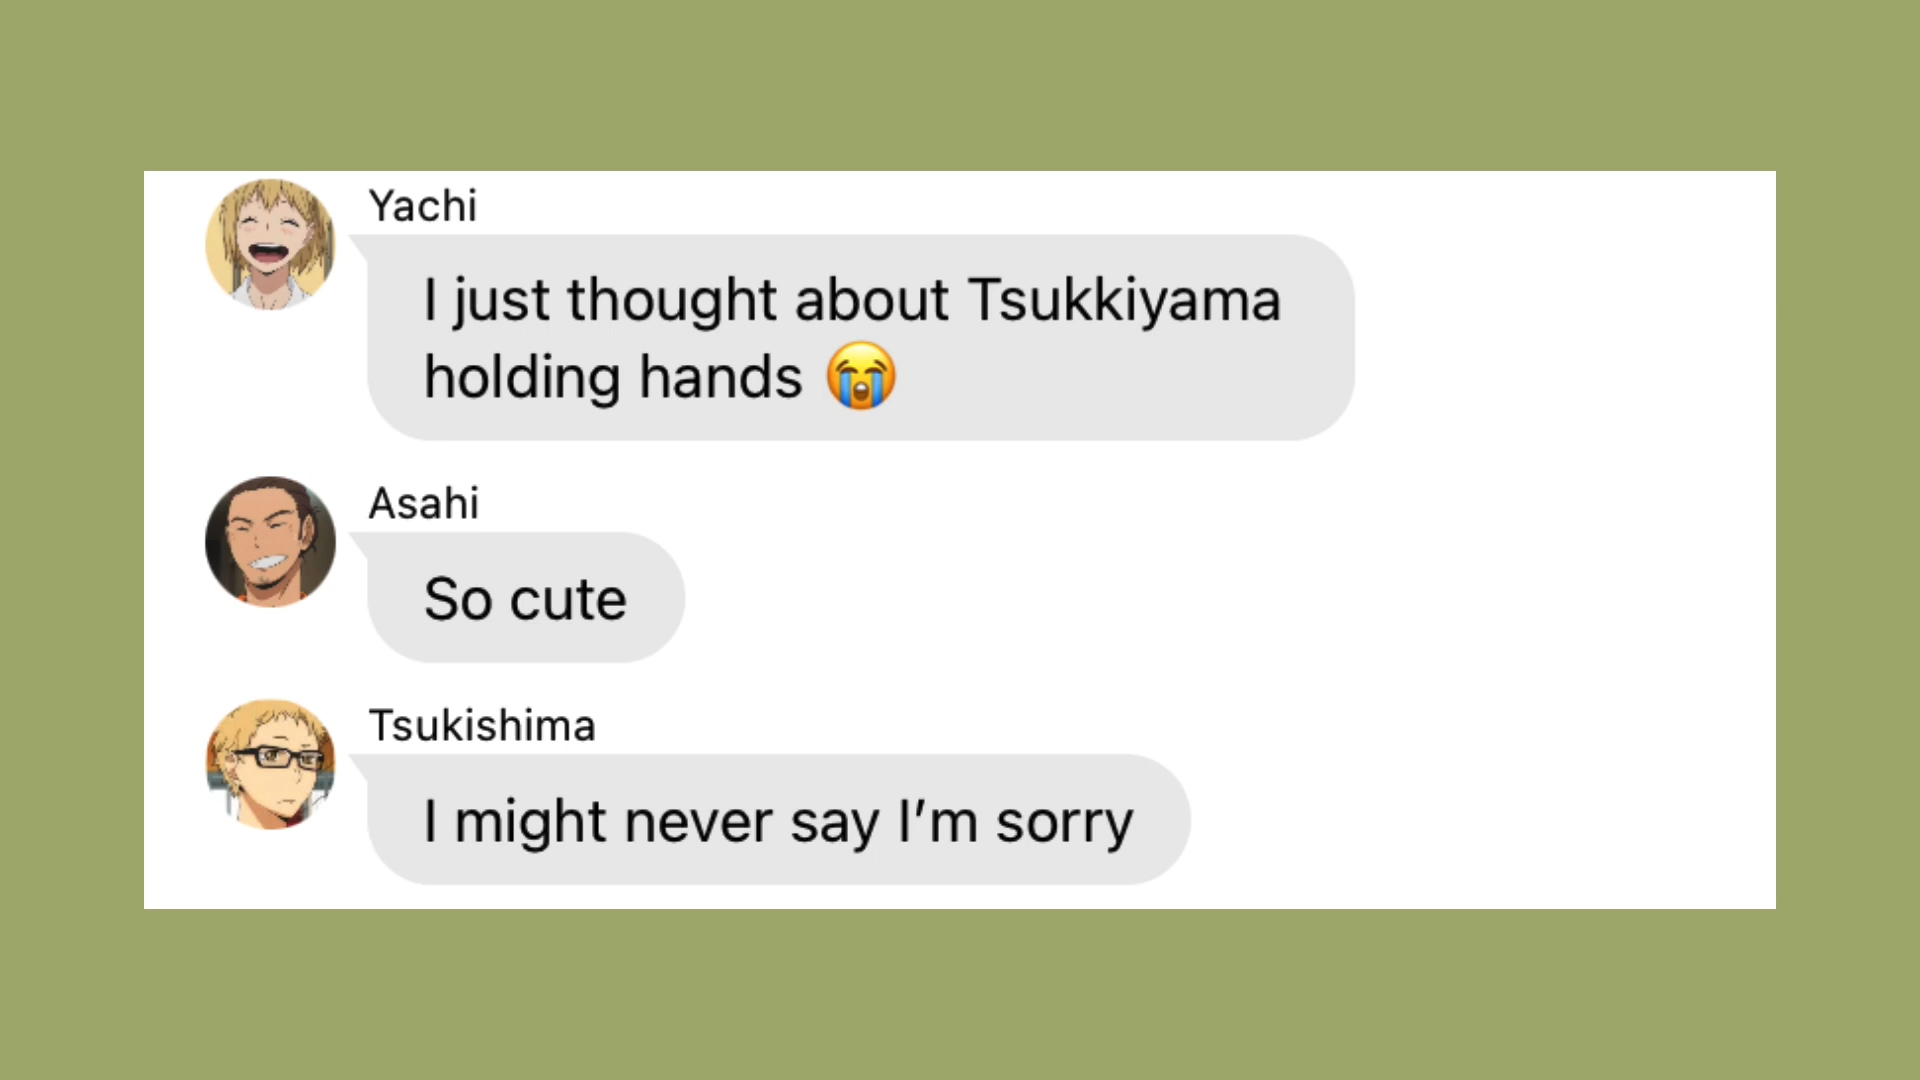 Yachi
I just thought about Tsukkiyama
holding hands 😭
Asahi
So cute
Tsukishima
I might never say I’m sorry